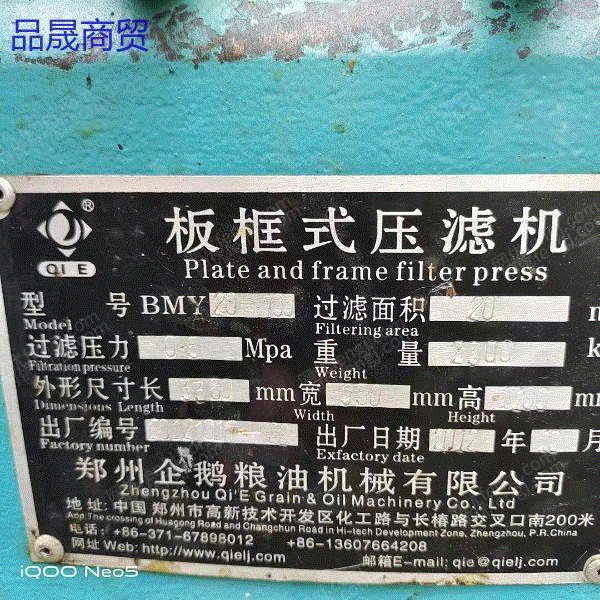 品晟商贸
®
QI E
板框式压滤机
Plate and frame filter press
型 号 BMY 过滤面积 20
Model Filtering area
过滤压力 Mpa 重 量
Filtration pressure Weight
外形尺寸长 mm 宽 mm 高 mm
Dimensions Length Width Height
出厂编号 出厂日期 年 月
Factory number Exfactory date
郑州企鹅粮油机械有限公司
Zhengzhou Qi'E Grain & Oil Machinery Co., Ltd
地址: 中国 郑州市高新技术开发区化工路与长椿路交叉口南200米
Add: The crossing of Huagong Road and Changchun Road in Hi-tech Development Zone, Zhengzhou, P.R.China
电话: +86-371-67898012 +86-13607664208
网址 Web: http://www.qielj.com 邮箱E-mail: qie@qielj.com
iQOO Neo5